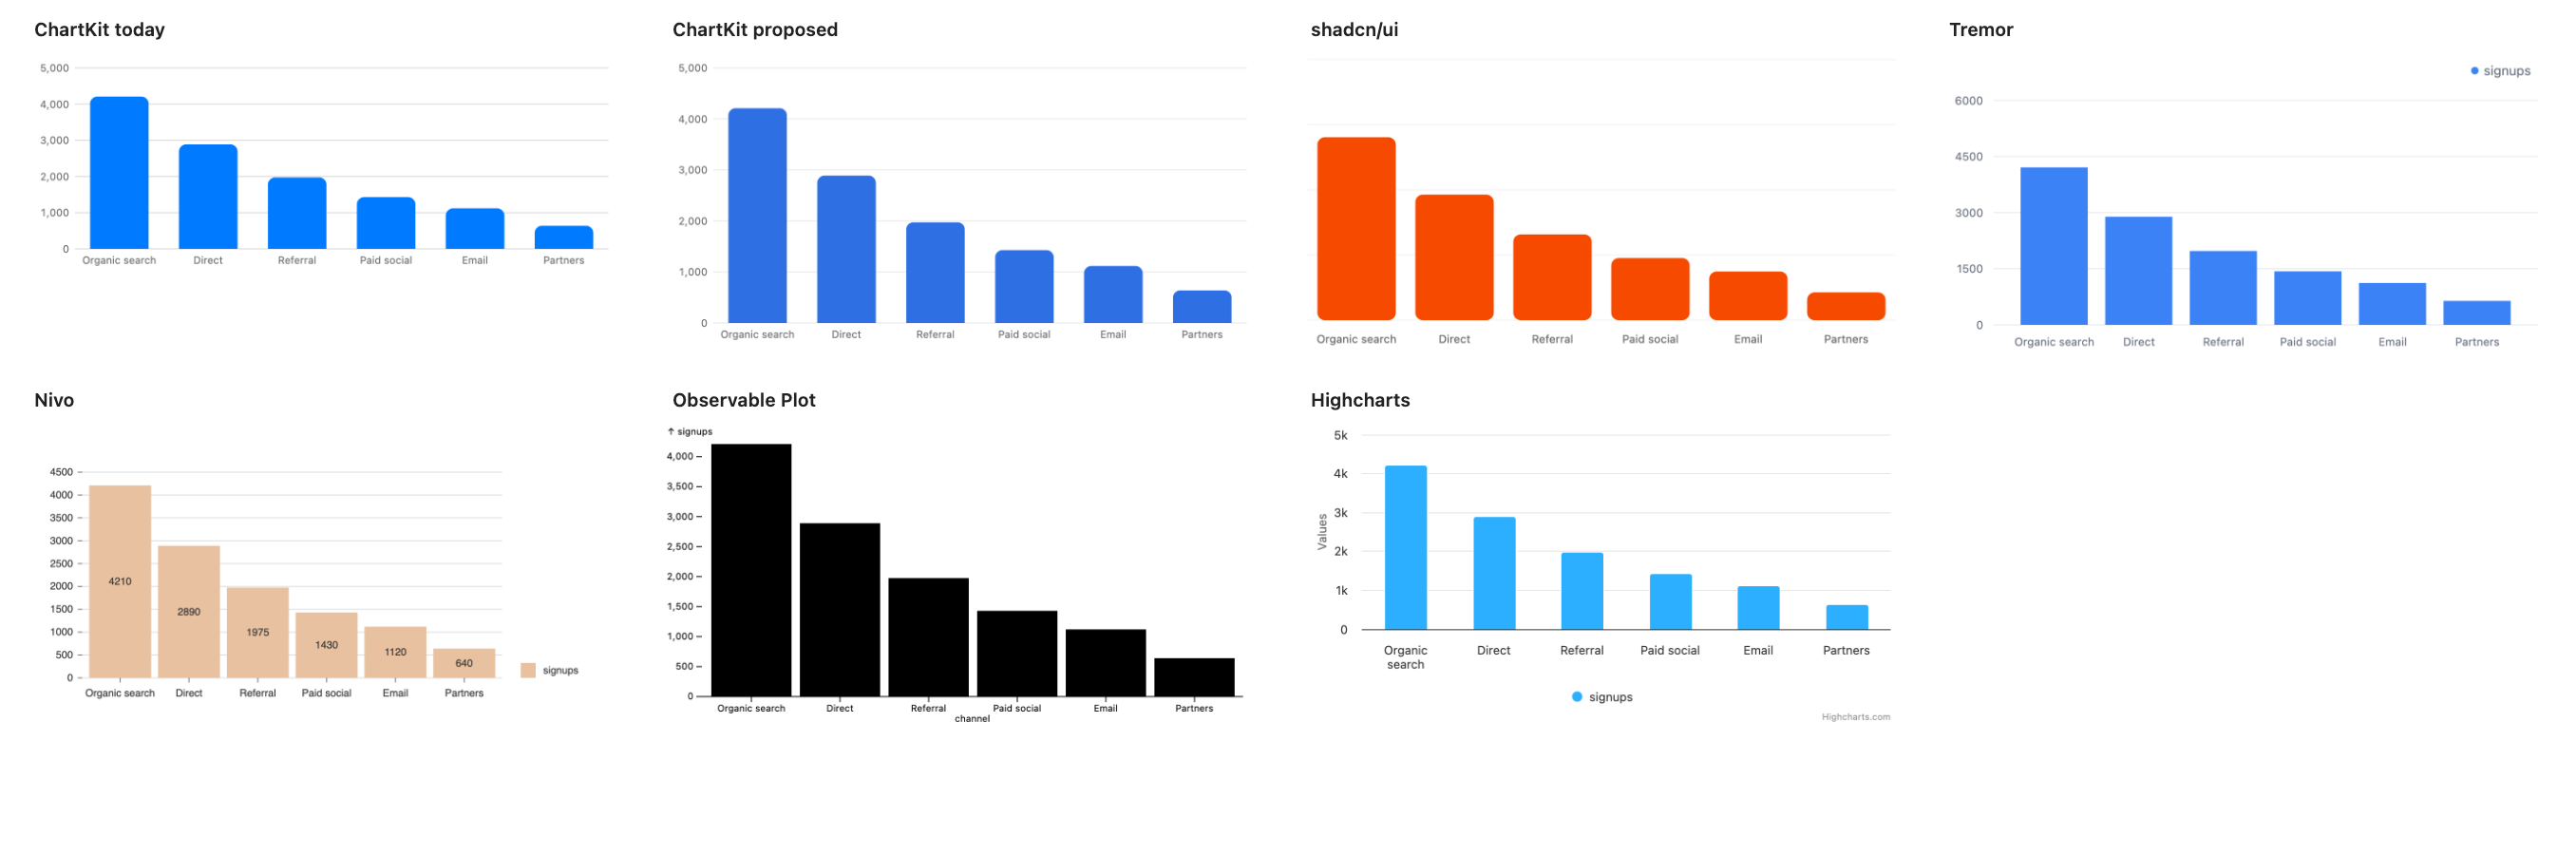 ChartKit today
5,000
4,000
3,000
2,000
1,000
0
Organic search Direct Referral Paid social Email Partners
ChartKit proposed
5,000
4,000
3,000
2,000
1,000
0
Organic search Direct Referral Paid social Email Partners
shadcn/ui
Organic search Direct Referral Paid social Email Partners
Tremor
signups
6000
4500
3000
1500
0
Organic search Direct Referral Paid social Email Partners
Nivo
4500
4000
3500
3000
2500
2000
1500
1000
500
0
4210
2890
1975
1430
1120
640
signups
Organic search Direct Referral Paid social Email Partners
Observable Plot
↑ signups
4,000
3,500
3,000
2,500
2,000
1,500
1,000
500
0
Organic search Direct Referral Paid social Email Partners
channel
Highcharts
Values
5k
4k
3k
2k
1k
0
Organic
search
Direct Referral Paid social Email Partners
signups
Highcharts.com